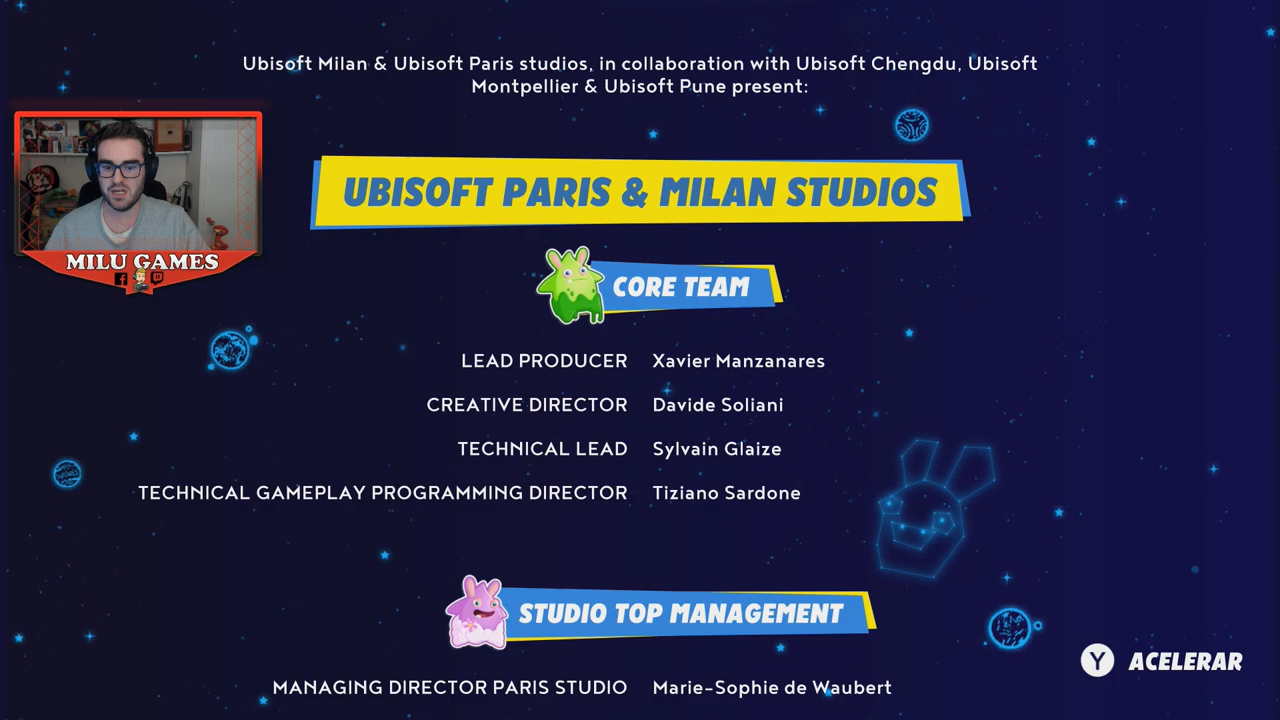 Ubisoft Milan & Ubisoft Paris studios, in collaboration with Ubisoft Chengdu, Ubisoft
Montpellier & Ubisoft Pune present:
UBISOFT PARIS & MILAN STUDIOS
MILU GAMES
CORE TEAM
LEAD PRODUCER Xavier Manzanares
CREATIVE DIRECTOR Davide Soliani
TECHNICAL LEAD Sylvain Glaize
TECHNICAL GAMEPLAY PROGRAMMING DIRECTOR Tiziano Sardone
STUDIO TOP MANAGEMENT
Y ACELERAR
MANAGING DIRECTOR PARIS STUDIO Marie-Sophie de Waubert